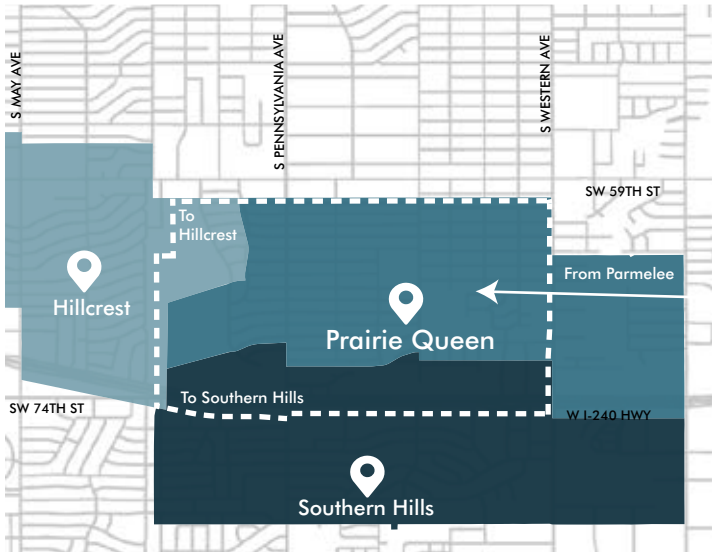 S MAY AVE
S PENNSYLVANIA AVE
S WESTERN AVE
SW 59TH ST
To
Hillcrest
From Parmelee
Hillcrest
Prairie Queen
To Southern Hills
SW 74TH ST
W I-240 HWY
Southern Hills